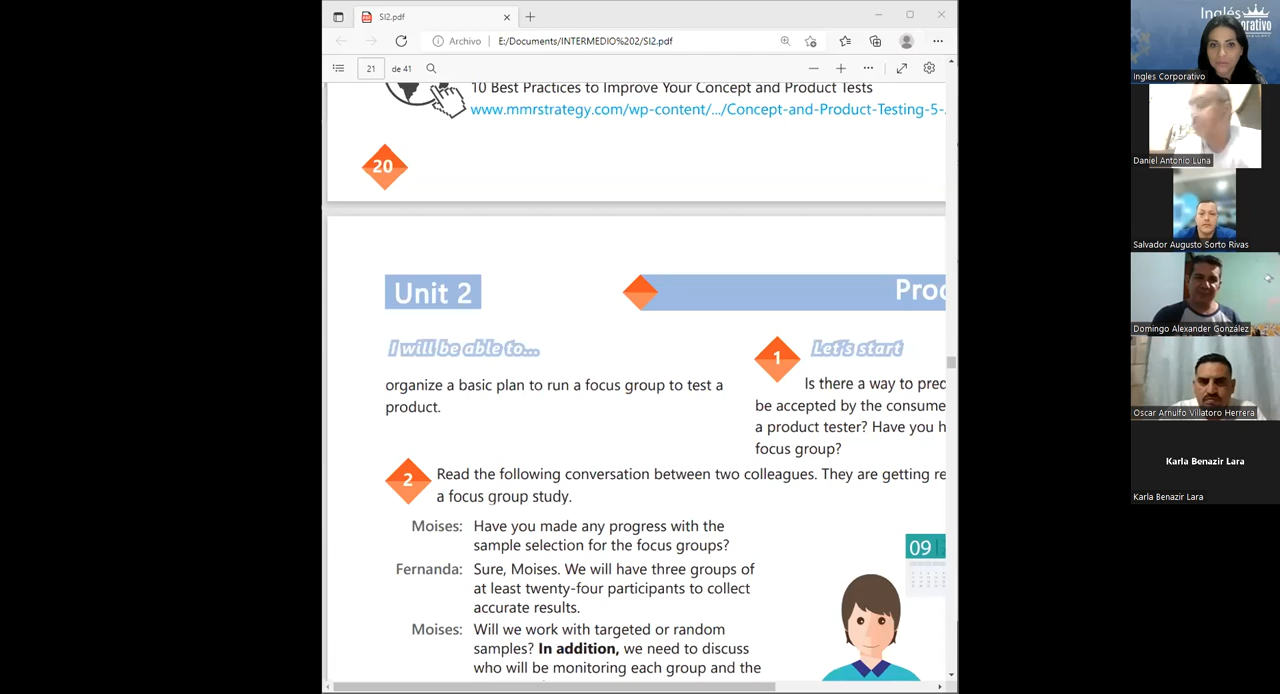 SI2.pdf
Archivo
E:/Documents/INTERMEDIO%202/SI2.pdf
21
de 41
10 Best Practices to Improve Your Concept and Product Tests
www.mmrstrategy.com/wp-content/.../Concept-and-Product-Testing-5-
20
Unit 2
Proc
I will be able to...
organize a basic plan to run a focus group to test a
product.
1
Let's start
Is there a way to pred
be accepted by the consume
a product tester? Have you h
focus group?
2
Read the following conversation between two colleagues. They are getting re
a focus group study.
Moises: Have you made any progress with the
sample selection for the focus groups?
Fernanda: Sure, Moises. We will have three groups of
at least twenty-four participants to collect
accurate results.
Moises: Will we work with targeted or random
samples? In addition, we need to discuss
who will be monitoring each group and the
09
Inglés
orativo
Ingles Corporativo
Daniel Antonio Luna
Salvador Augusto Sorto Rivas
Domingo Alexander González
Oscar Arnulfo Villatoro Herrera
Karla Benazir Lara
Karla Benazir Lara